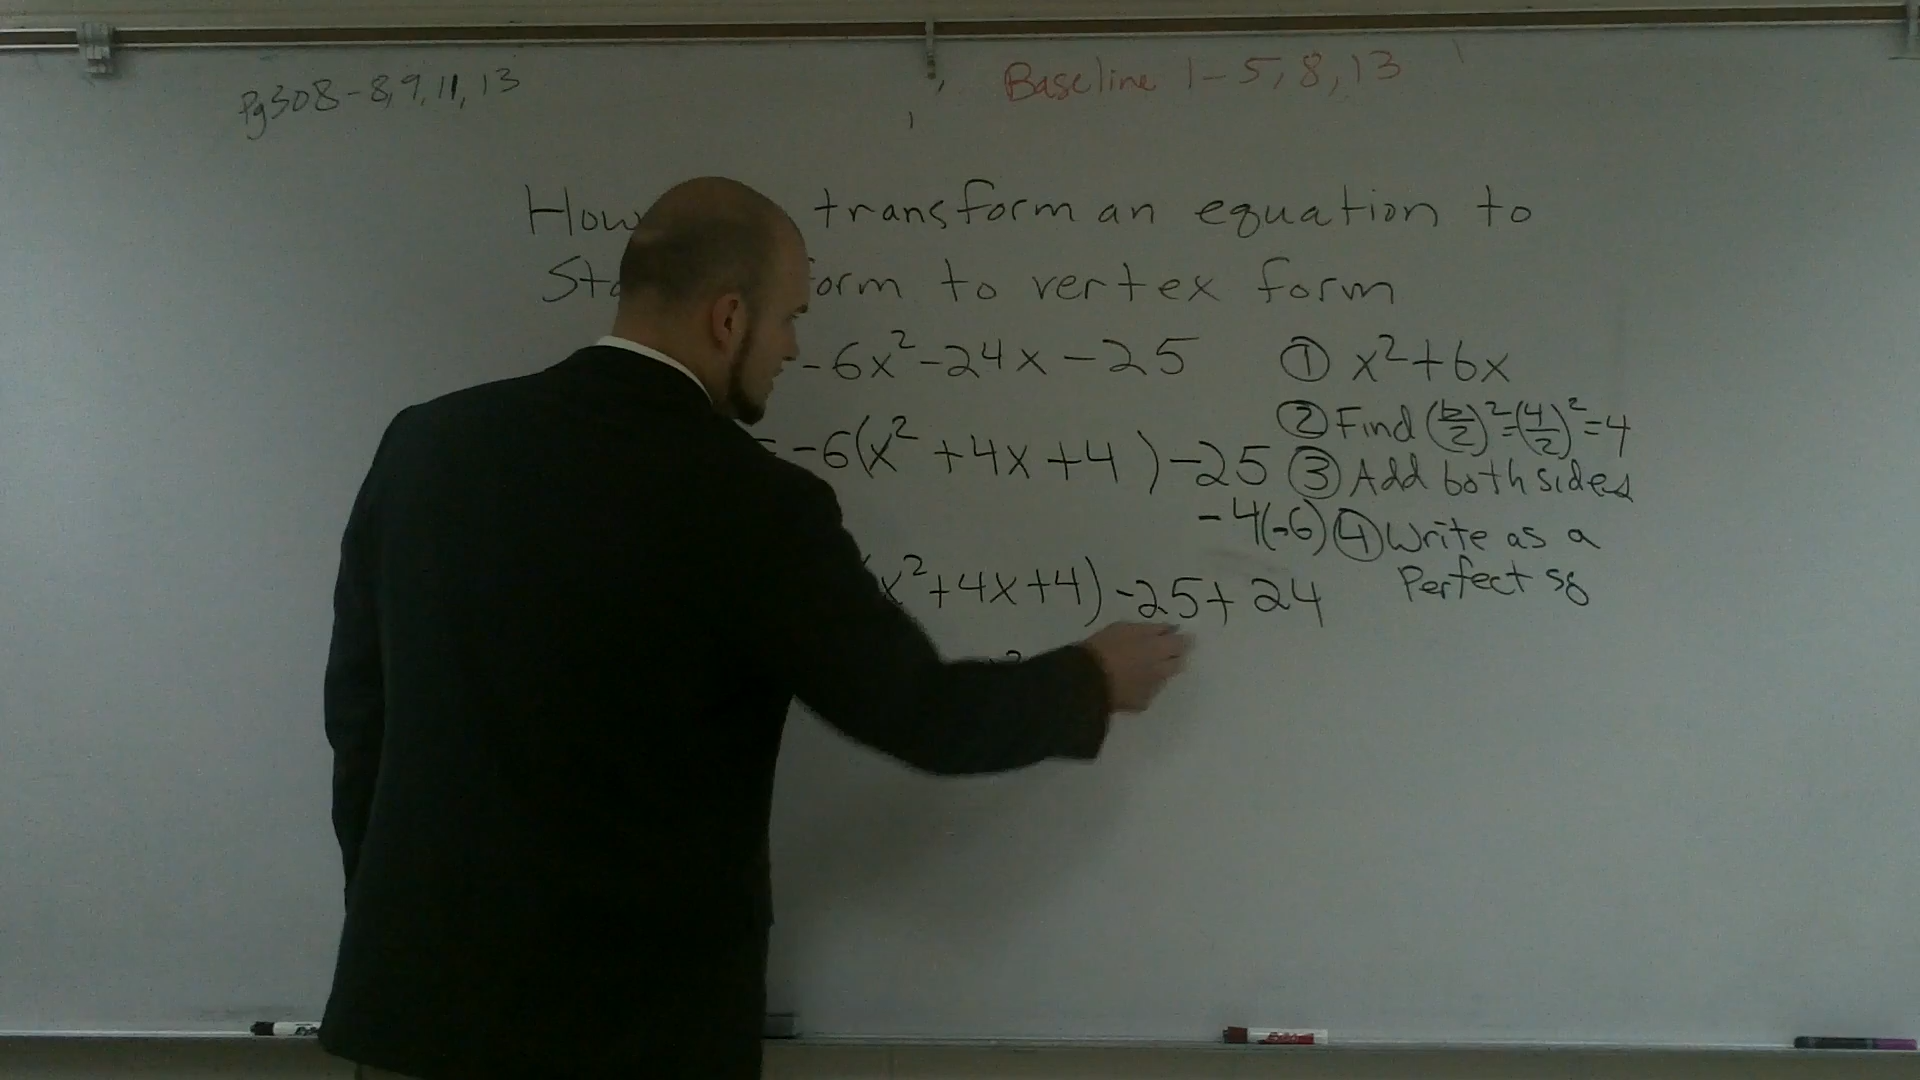 Pg308-8,9,11,13
Baseline 1-5,8,13
How transform an equation to
Sta orm to vertex form
-6x²-24x-25
= -6(x² +4x+4 )-25
-4(-6)
x²+4x+4)-25+24
① x²+6x
② Find (b/2)²=(4/2)²=4
③ Add both sides
④ Write as a
Perfect sq